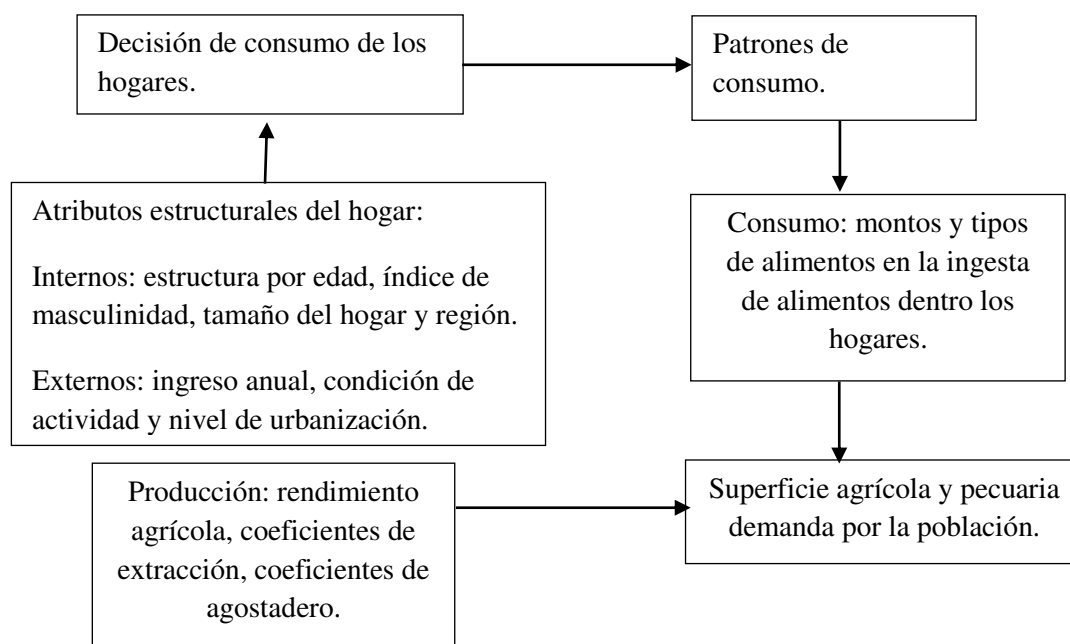 Decisión de consumo de los
hogares.
Patrones de
consumo.
Atributos estructurales del hogar:
Internos: estructura por edad, índice de
masculinidad, tamaño del hogar y región.
Externos: ingreso anual, condición de
actividad y nivel de urbanización.
Consumo: montos y tipos
de alimentos en la ingesta
de alimentos dentro los
hogares.
Producción: rendimiento
agrícola, coeficientes de
extracción, coeficientes de
agostadero.
Superficie agrícola y pecuaria
demanda por la población.